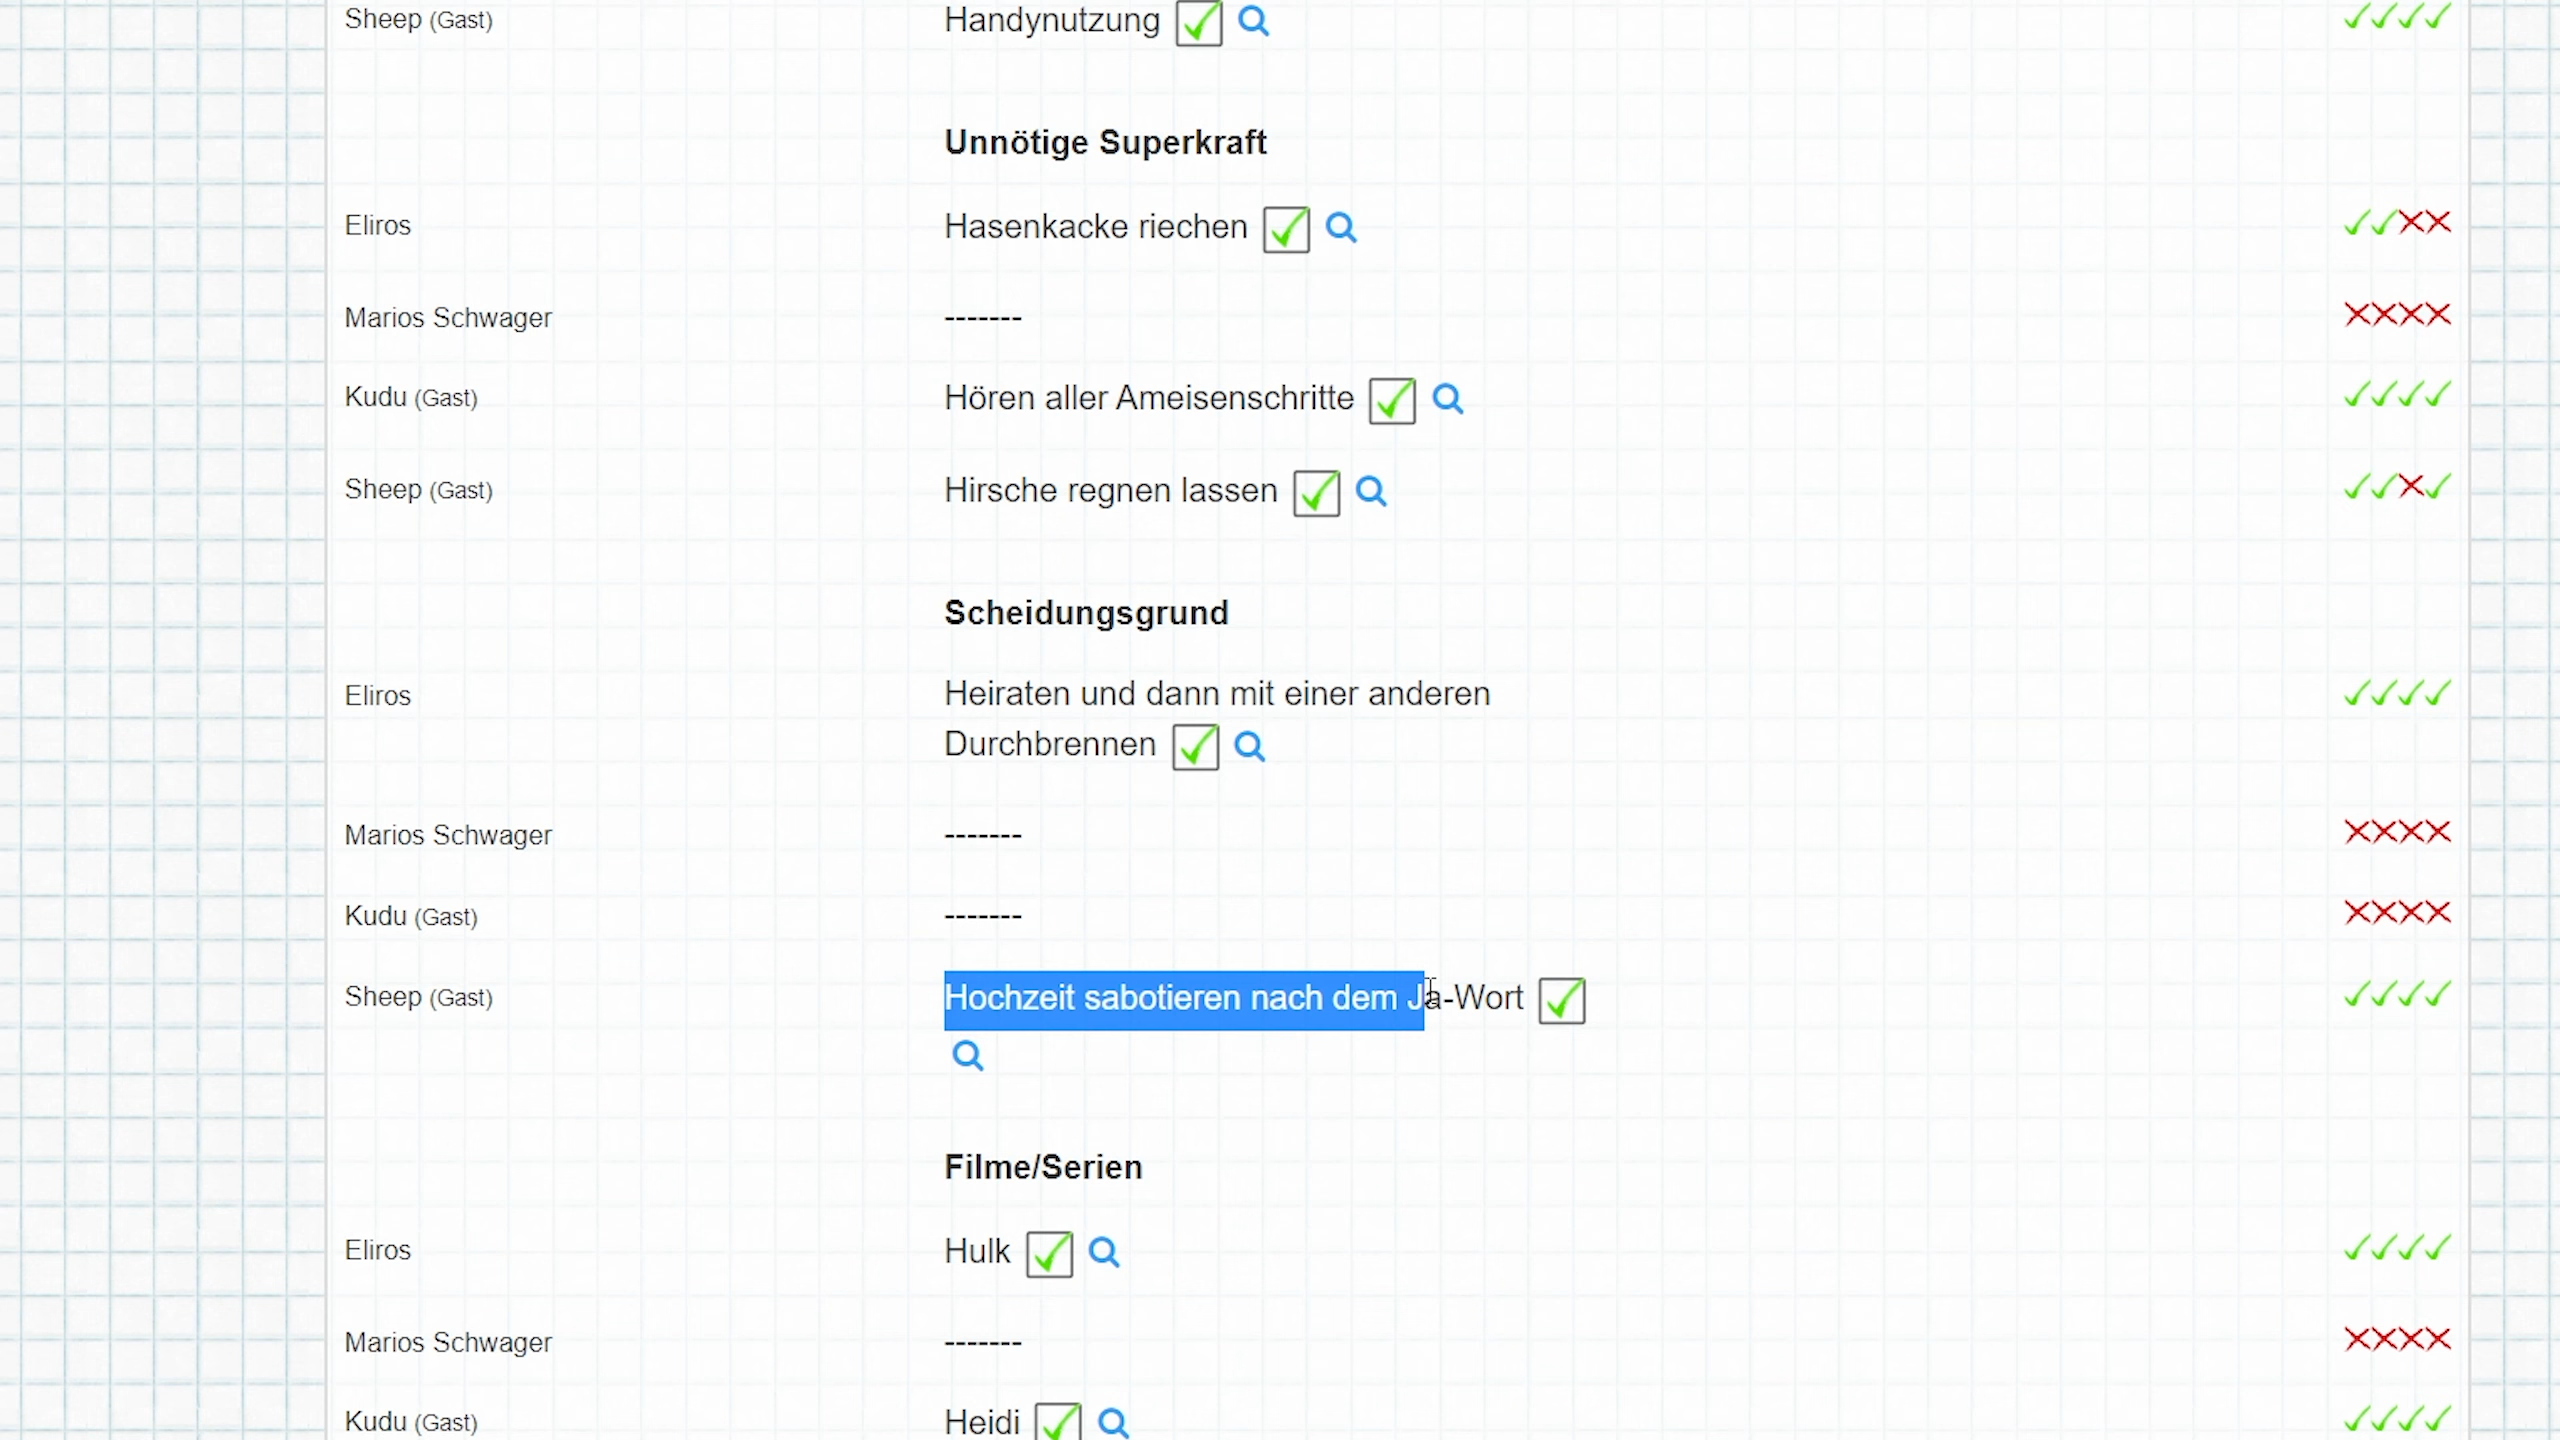 Sheep (Gast) Handynutzung
Unnötige Superkraft
Eliros Hasenkacke riechen
Marios Schwager -------
Kudu (Gast) Hören aller Ameisenschritte
Sheep (Gast) Hirsche regnen lassen
Scheidungsgrund
Eliros Heiraten und dann mit einer anderen
Durchbrennen
Marios Schwager -------
Kudu (Gast) -------
Sheep (Gast) Hochzeit sabotieren nach dem Ja-Wort
Filme/Serien
Eliros Hulk
Marios Schwager -------
Kudu (Gast) Heidi